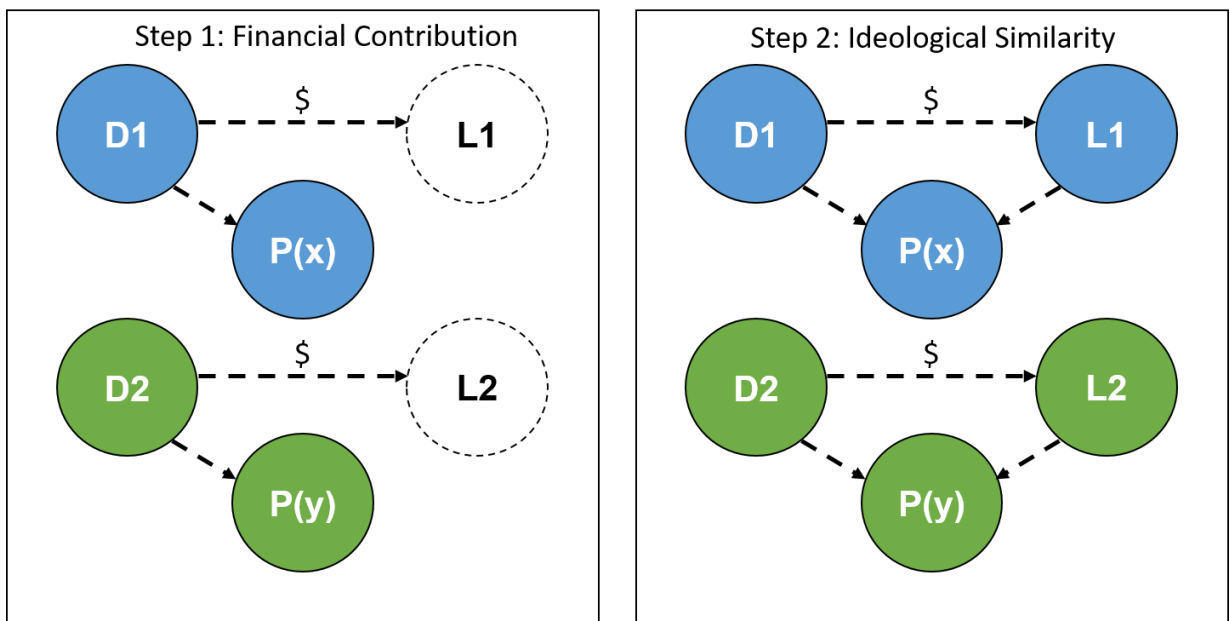 Step 1: Financial Contribution
$
D1
L1
P(x)
$
D2
L2
P(y)
Step 2: Ideological Similarity
$
D1
L1
P(x)
$
D2
L2
P(y)